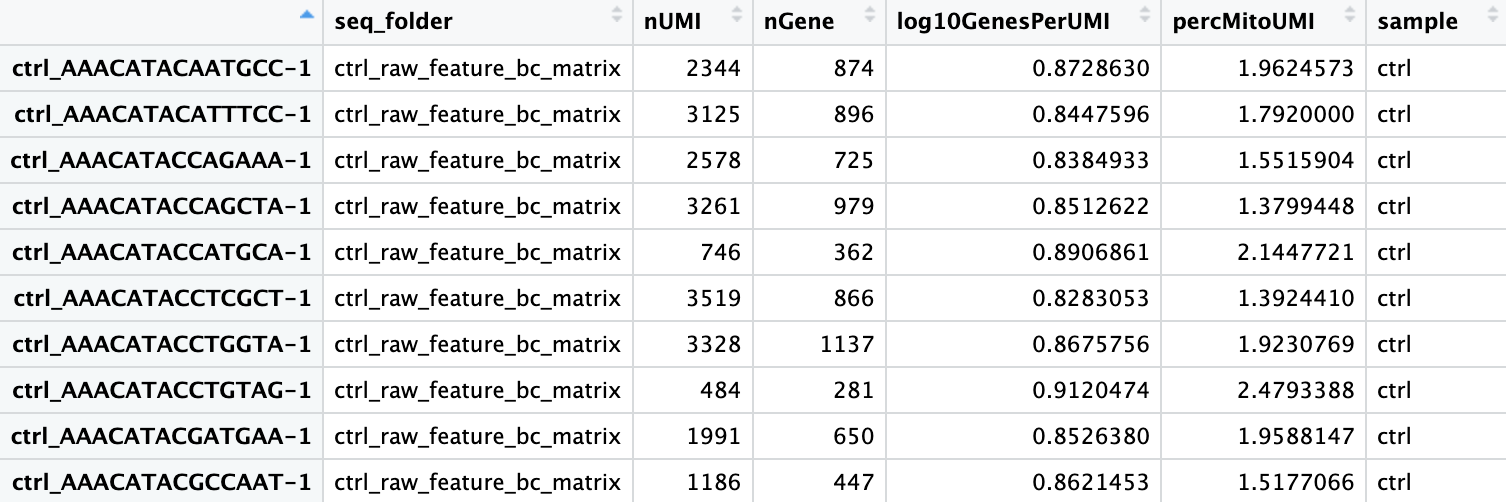 seq_folder nUMI nGene log10GenesPerUMI percMitoUMI sample
ctrl_AAACATACAATGCC-1 ctrl_raw_feature_bc_matrix 2344 874 0.8728630 1.9624573 ctrl
ctrl_AAACATACATTTCC-1 ctrl_raw_feature_bc_matrix 3125 896 0.8447596 1.7920000 ctrl
ctrl_AAACATACCAGAAA-1 ctrl_raw_feature_bc_matrix 2578 725 0.8384933 1.5515904 ctrl
ctrl_AAACATACCAGCTA-1 ctrl_raw_feature_bc_matrix 3261 979 0.8512622 1.3799448 ctrl
ctrl_AAACATACCATGCA-1 ctrl_raw_feature_bc_matrix 746 362 0.8906861 2.1447721 ctrl
ctrl_AAACATACCTCGCT-1 ctrl_raw_feature_bc_matrix 3519 866 0.8283053 1.3924410 ctrl
ctrl_AAACATACCTGGTA-1 ctrl_raw_feature_bc_matrix 3328 1137 0.8675756 1.9230769 ctrl
ctrl_AAACATACCTGTAG-1 ctrl_raw_feature_bc_matrix 484 281 0.9120474 2.4793388 ctrl
ctrl_AAACATACGATGAA-1 ctrl_raw_feature_bc_matrix 1991 650 0.8526380 1.9588147 ctrl
ctrl_AAACATACGCCAAT-1 ctrl_raw_feature_bc_matrix 1186 447 0.8621453 1.5177066 ctrl